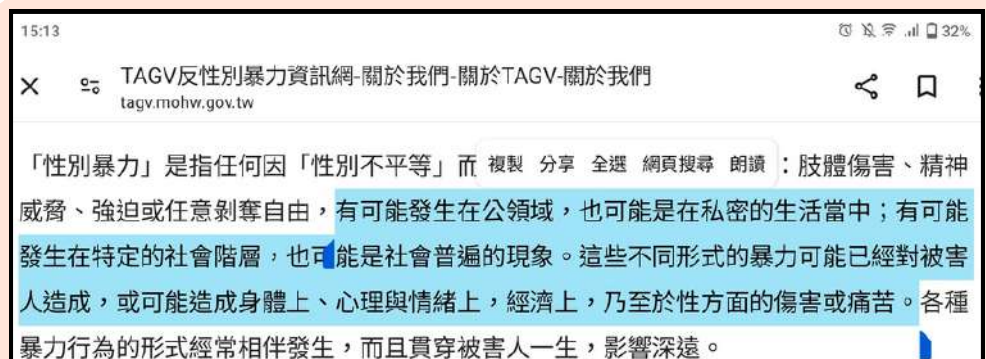 15:13
32%
TAGV反性別暴力資訊網-關於我們-關於TAGV-關於我們
tagv.mohw.gov.tw
「性別暴力」是指任何因「性別不平等」而 複製 分享 全選 網頁搜尋 朗讀 :肢體傷害、精神
威脅、強迫或任意剝奪自由,有可能發生在公領域,也可能是在私密的生活當中;有可能
發生在特定的社會階層,也可能是社會普遍的現象。這些不同形式的暴力可能已經對被害
人造成,或可能造成身體上、心理與情緒上,經濟上,乃至於性方面的傷害或痛苦。各種
暴力行為的形式經常相伴發生,而且貫穿被害人一生,影響深遠。